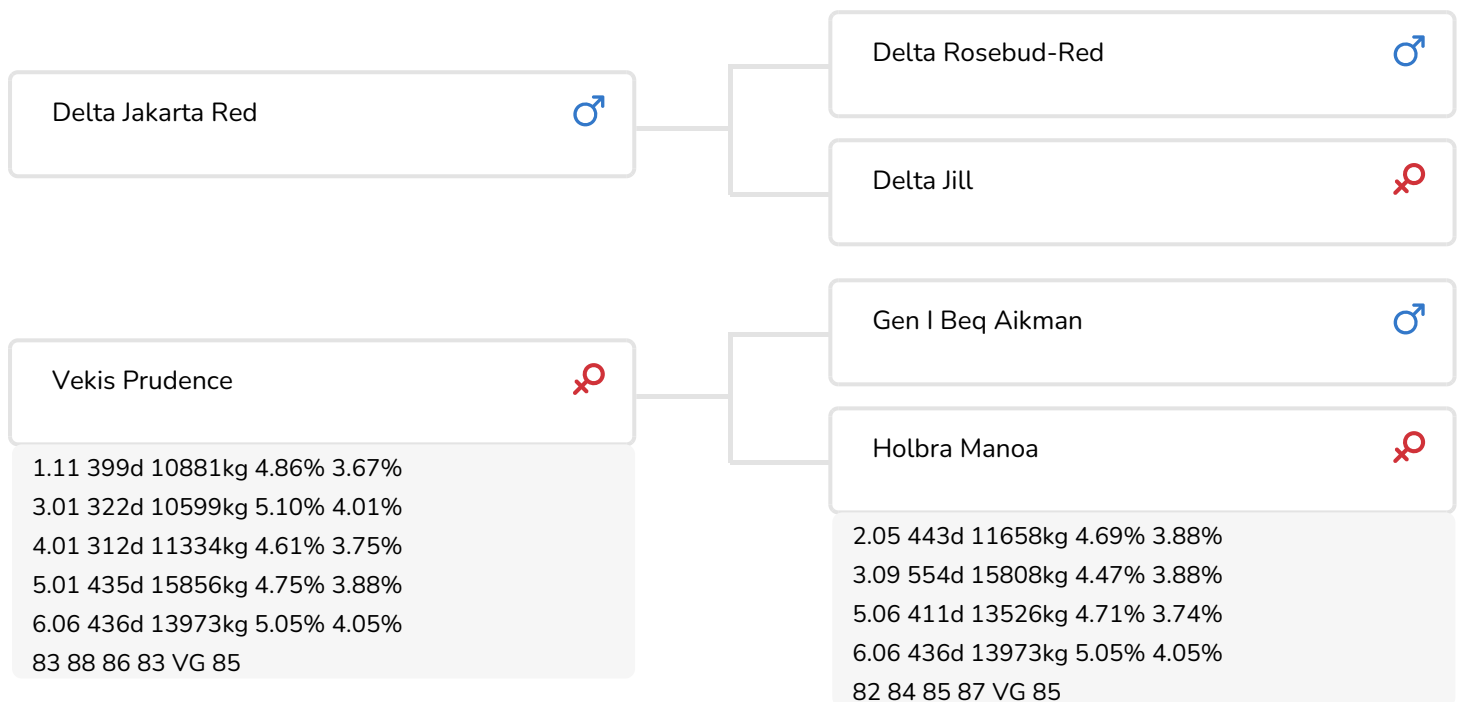 Delta Jakarta Red
Delta Rosebud-Red
Delta Jill
Vekis Prudence
1.11 399d 10881kg 4.86% 3.67%
3.01 322d 10599kg 5.10% 4.01%
4.01 312d 11334kg 4.61% 3.75%
5.01 435d 15856kg 4.75% 3.88%
6.06 436d 13973kg 5.05% 4.05%
83 88 86 83 VG 85
Gen I Beq Aikman
Holbra Manoa
2.05 443d 11658kg 4.69% 3.88%
3.09 554d 15808kg 4.47% 3.88%
5.06 411d 13526kg 4.71% 3.74%
6.06 436d 13973kg 5.05% 4.05%
82 84 85 87 VG 85